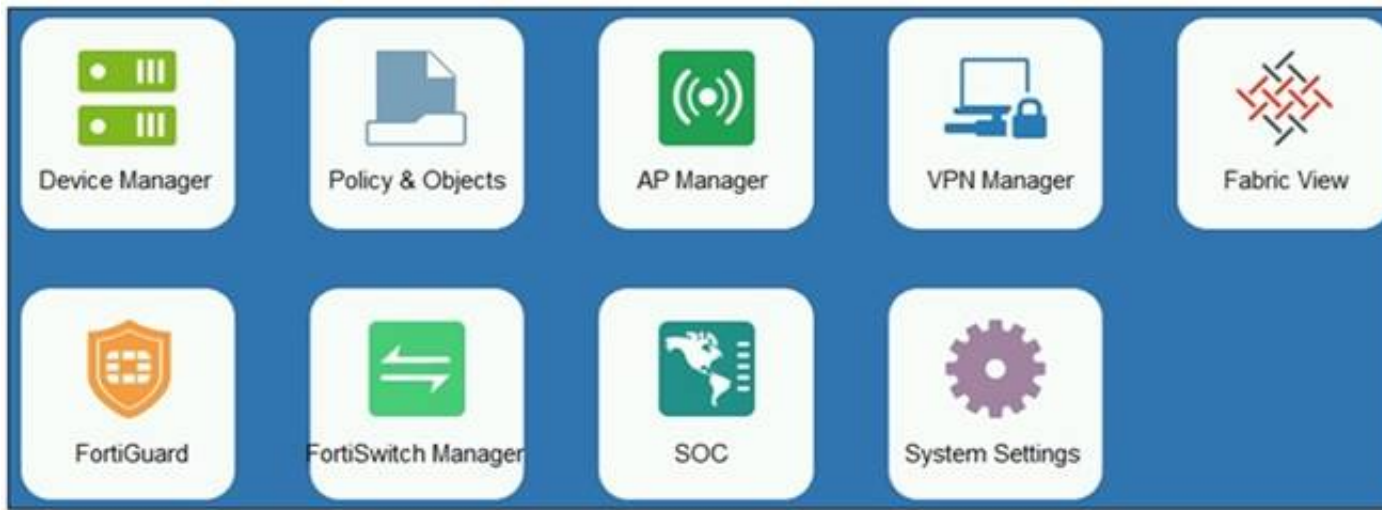 Device Manager
Policy & Objects
AP Manager
VPN Manager
Fabric View
FortiGuard
FortiSwitch Manager
SOC
System Settings